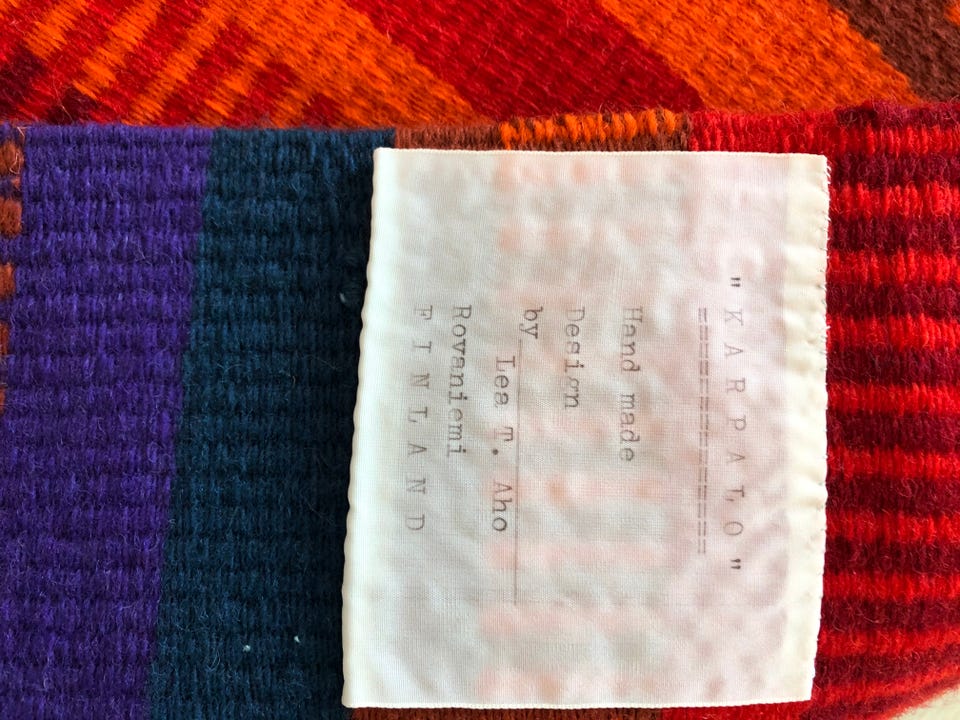 "KARPALO"
==============
Hand made
Design
by Lea T. Aho
Rovaniemi
FINLAND